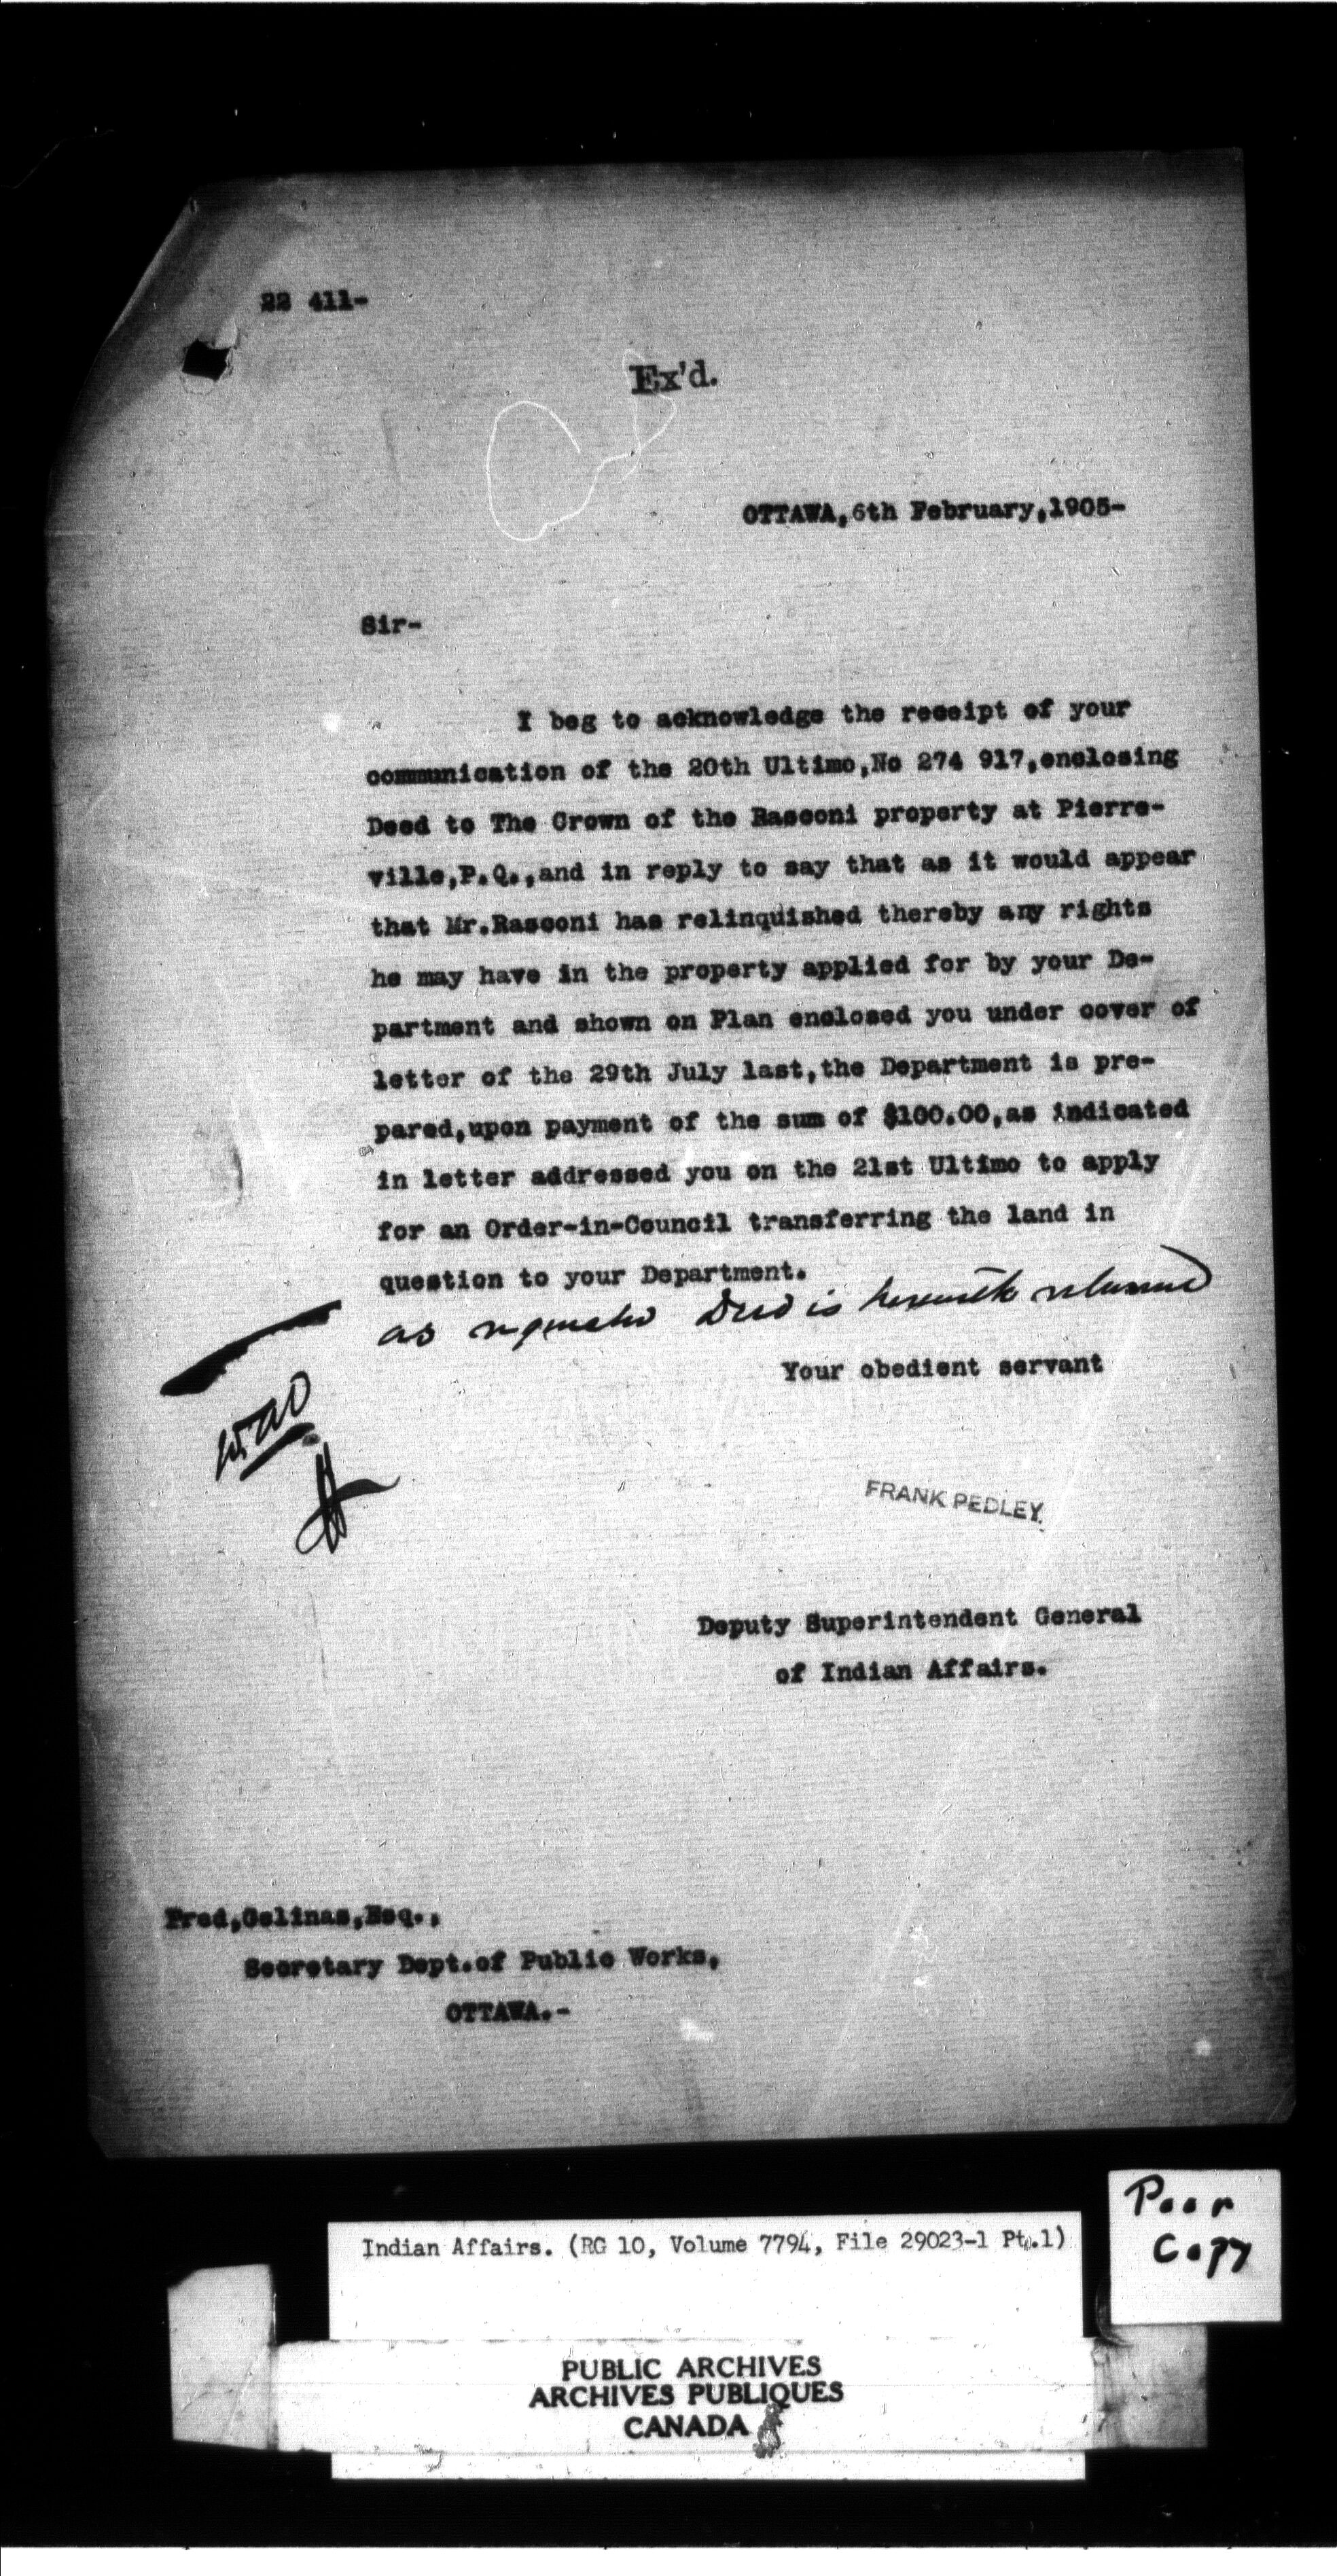 22 411-
Ex'd.
OTTAWA, 6th February, 1905-
Sir-
I beg to acknowledge the receipt of your
communication of the 20th Ultimo, No 274 917, enclosing
Deed to The Crown of the Rasconi property at Pierre-
ville, P.Q., and in reply to say that as it would appear
that Mr. Rasconi has relinquished thereby any rights
he may have in the property applied for by your De-
partment and shown on Plan enclosed you under cover of
letter of the 29th July last, the Department is pre-
pared, upon payment of the sum of $100.00, as indicated
in letter addressed you on the 21st Ultimo to apply
for an Order-in-Council transferring the land in
question to your Department.
as requested Deed is herewith returned
Your obedient servant
FRANK PEDLEY.
Deputy Superintendent General
of Indian Affairs.
Fred, Gelinas, Esq.,
Secretary Dept. of Public Works,
OTTAWA.-
Poor
Copy
Indian Affairs. (RG 10, Volume 7794, File 29023-1 Pt.1)
PUBLIC ARCHIVES
ARCHIVES PUBLIQUES
CANADA